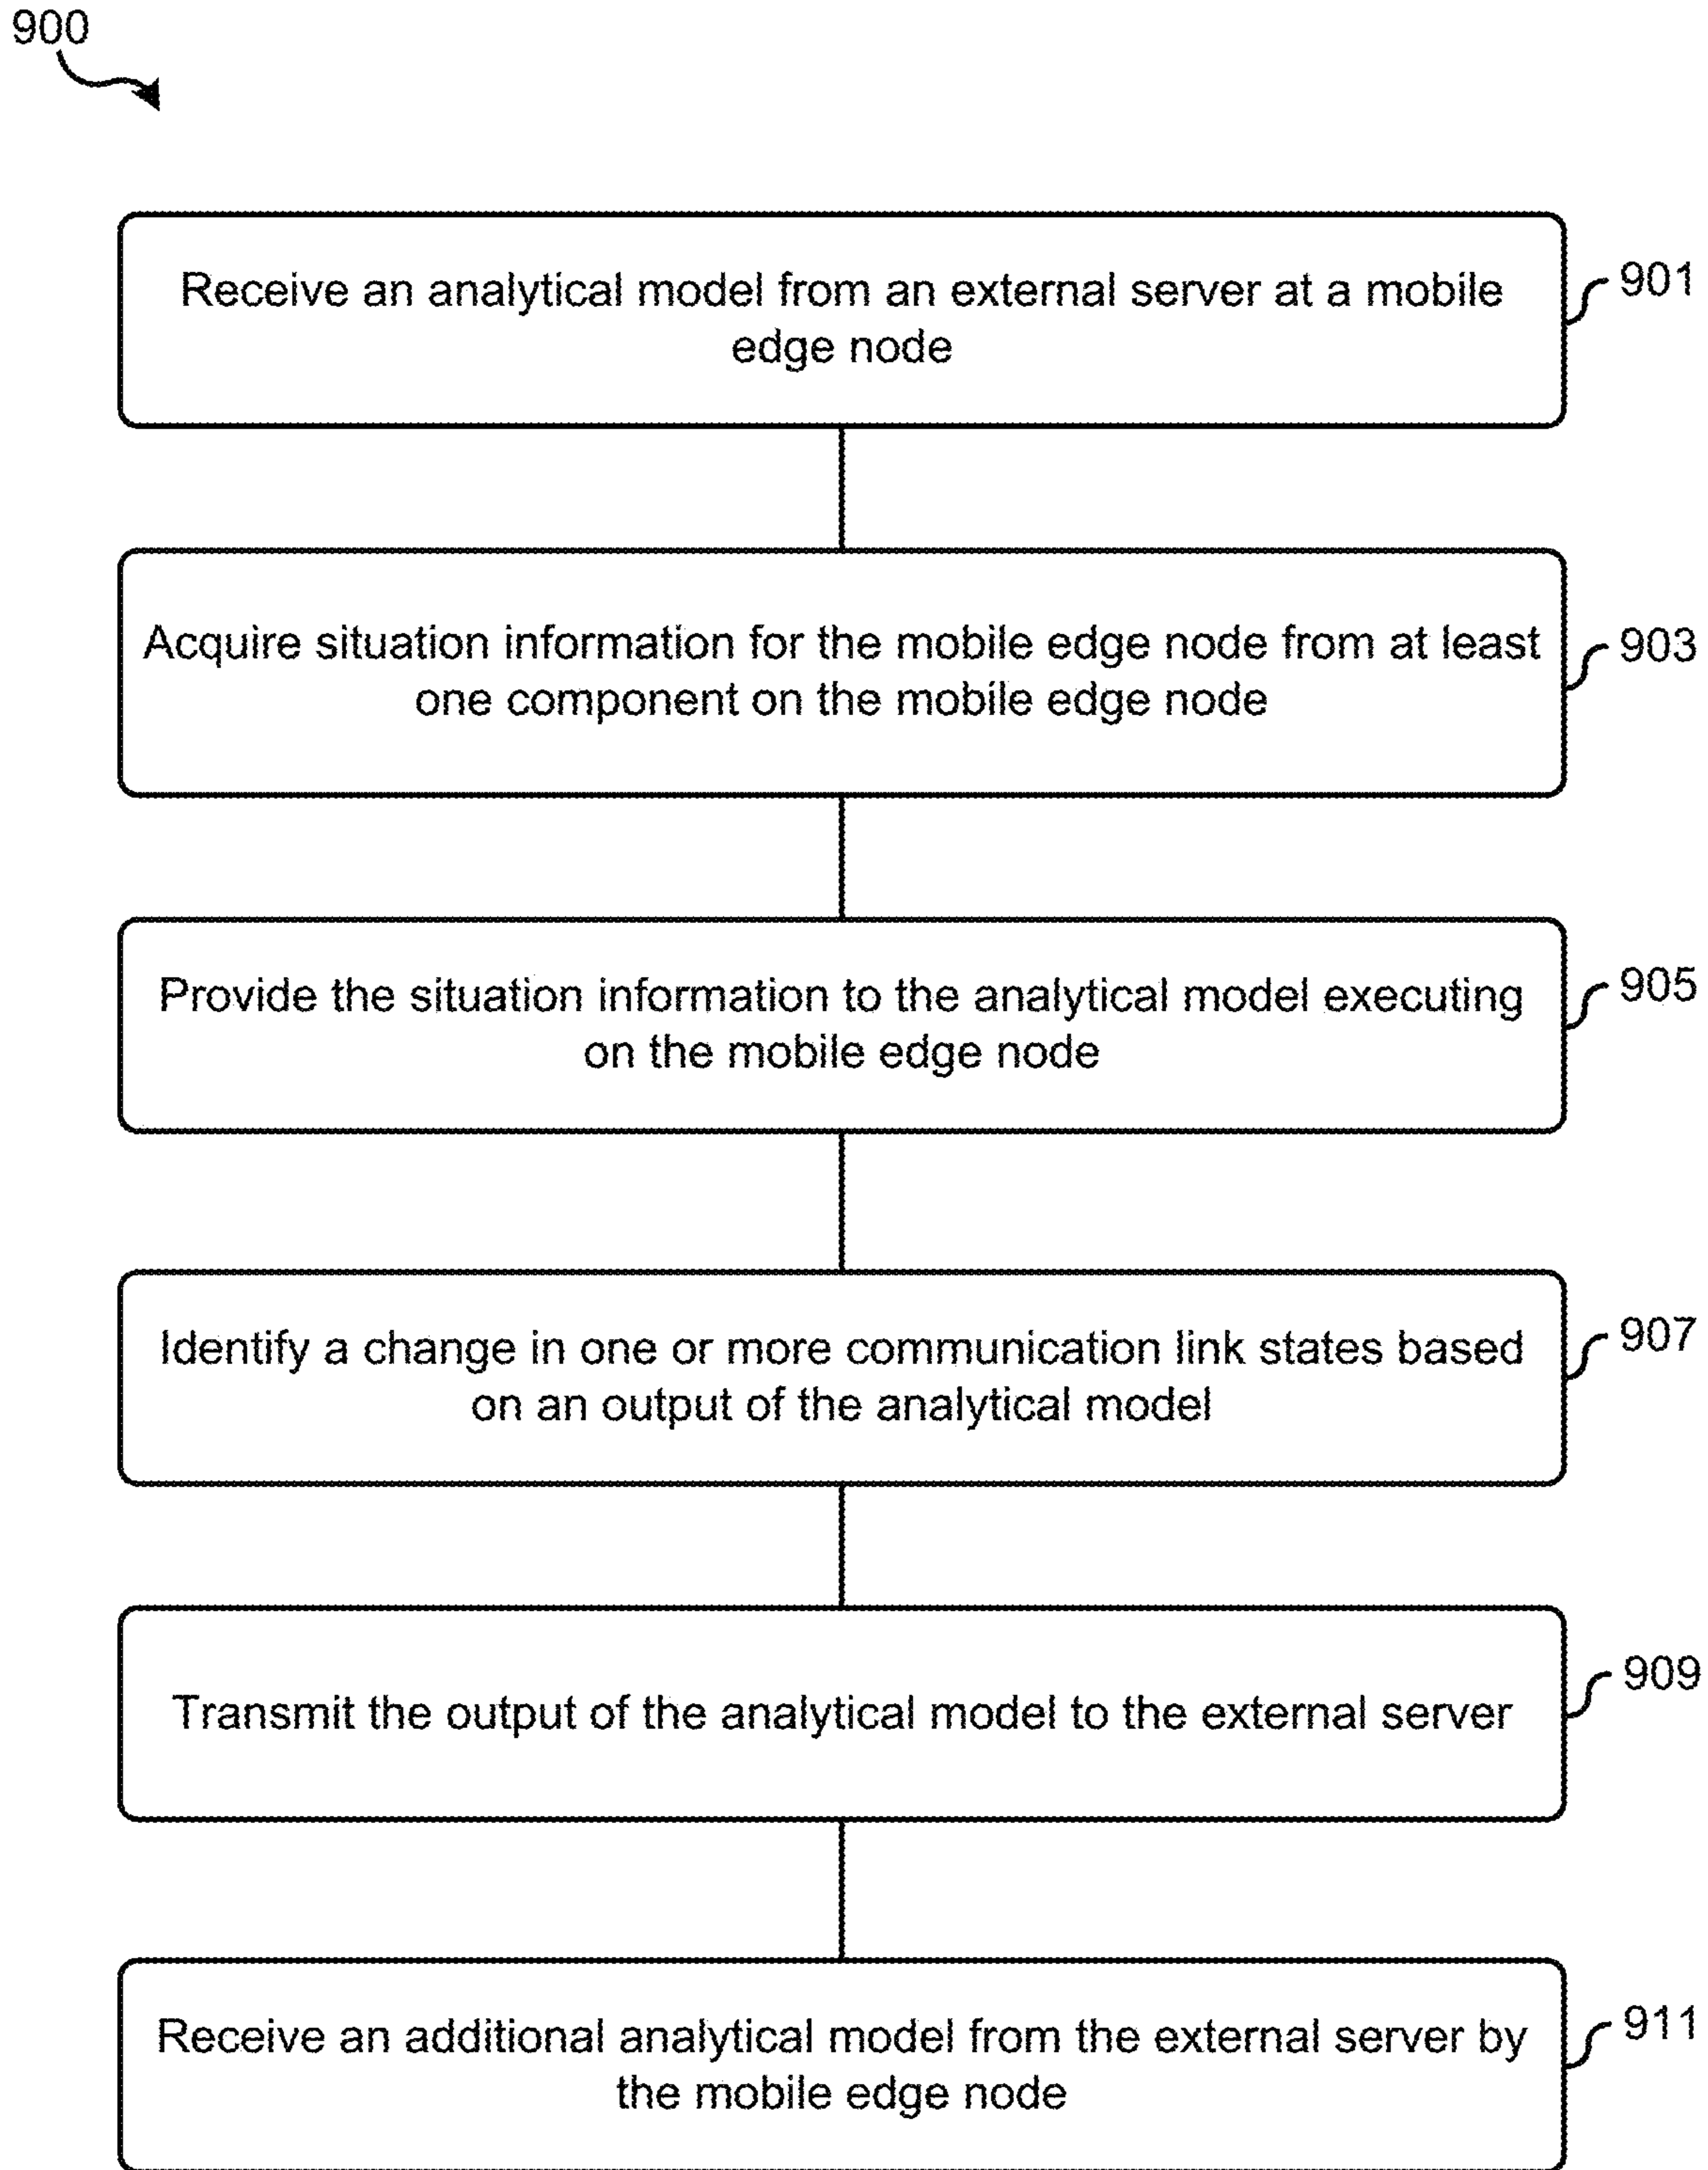 900
Receive an analytical model from an external server at a mobile
edge node
901
Acquire situation information for the mobile edge node from at least
one component on the mobile edge node
903
Provide the situation information to the analytical model executing
on the mobile edge node
905
Identify a change in one or more communication link states based
on an output of the analytical model
907
Transmit the output of the analytical model to the external server
909
Receive an additional analytical model from the external server by
the mobile edge node
911